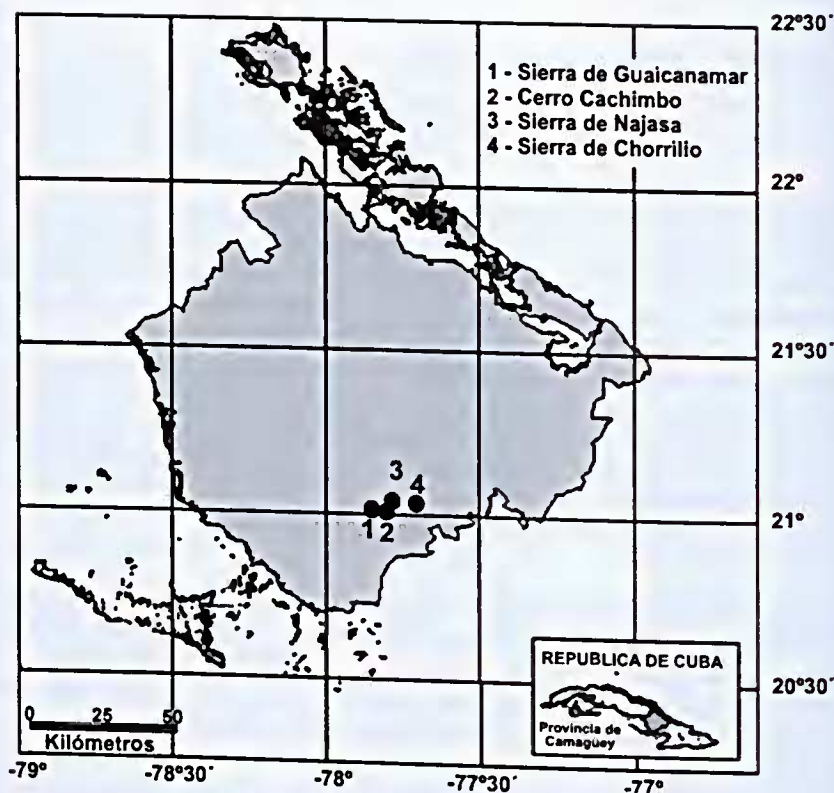 22°30´
1 - Sierra de Guaicanamar
2 - Cerro Cachimbo
3 - Sierra de Najasa
4 - Sierra de Chorrilio
22°
21°30´
3
4
1
2
21°
REPUBLICA DE CUBA
Provincia de
Camagüey
20°30´
0 25 50
Kilómetros
-79° -78°30´ -78° -77°30´ -77°